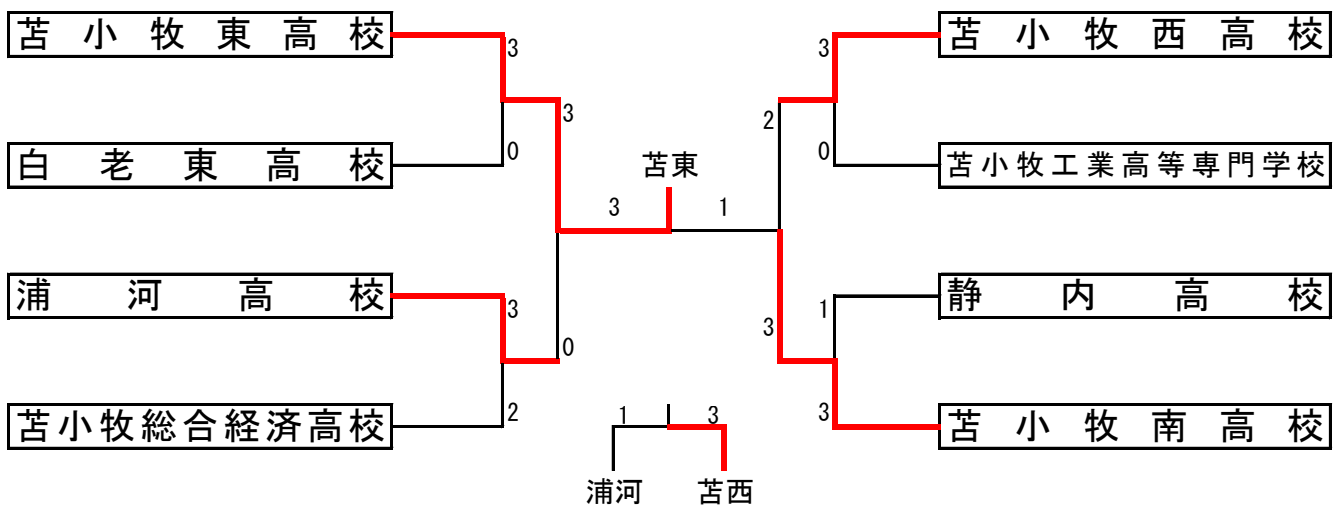 苫小牧東高校
3
3
0
白老東高校
浦河高校
3
0
2
苫小牧総合経済高校
苫東
3
1
苫小牧西高校
3
2
0
苫小牧工業高等専門学校
静内高校
1
3
3
苫小牧南高校
1
3
浦河
苫西